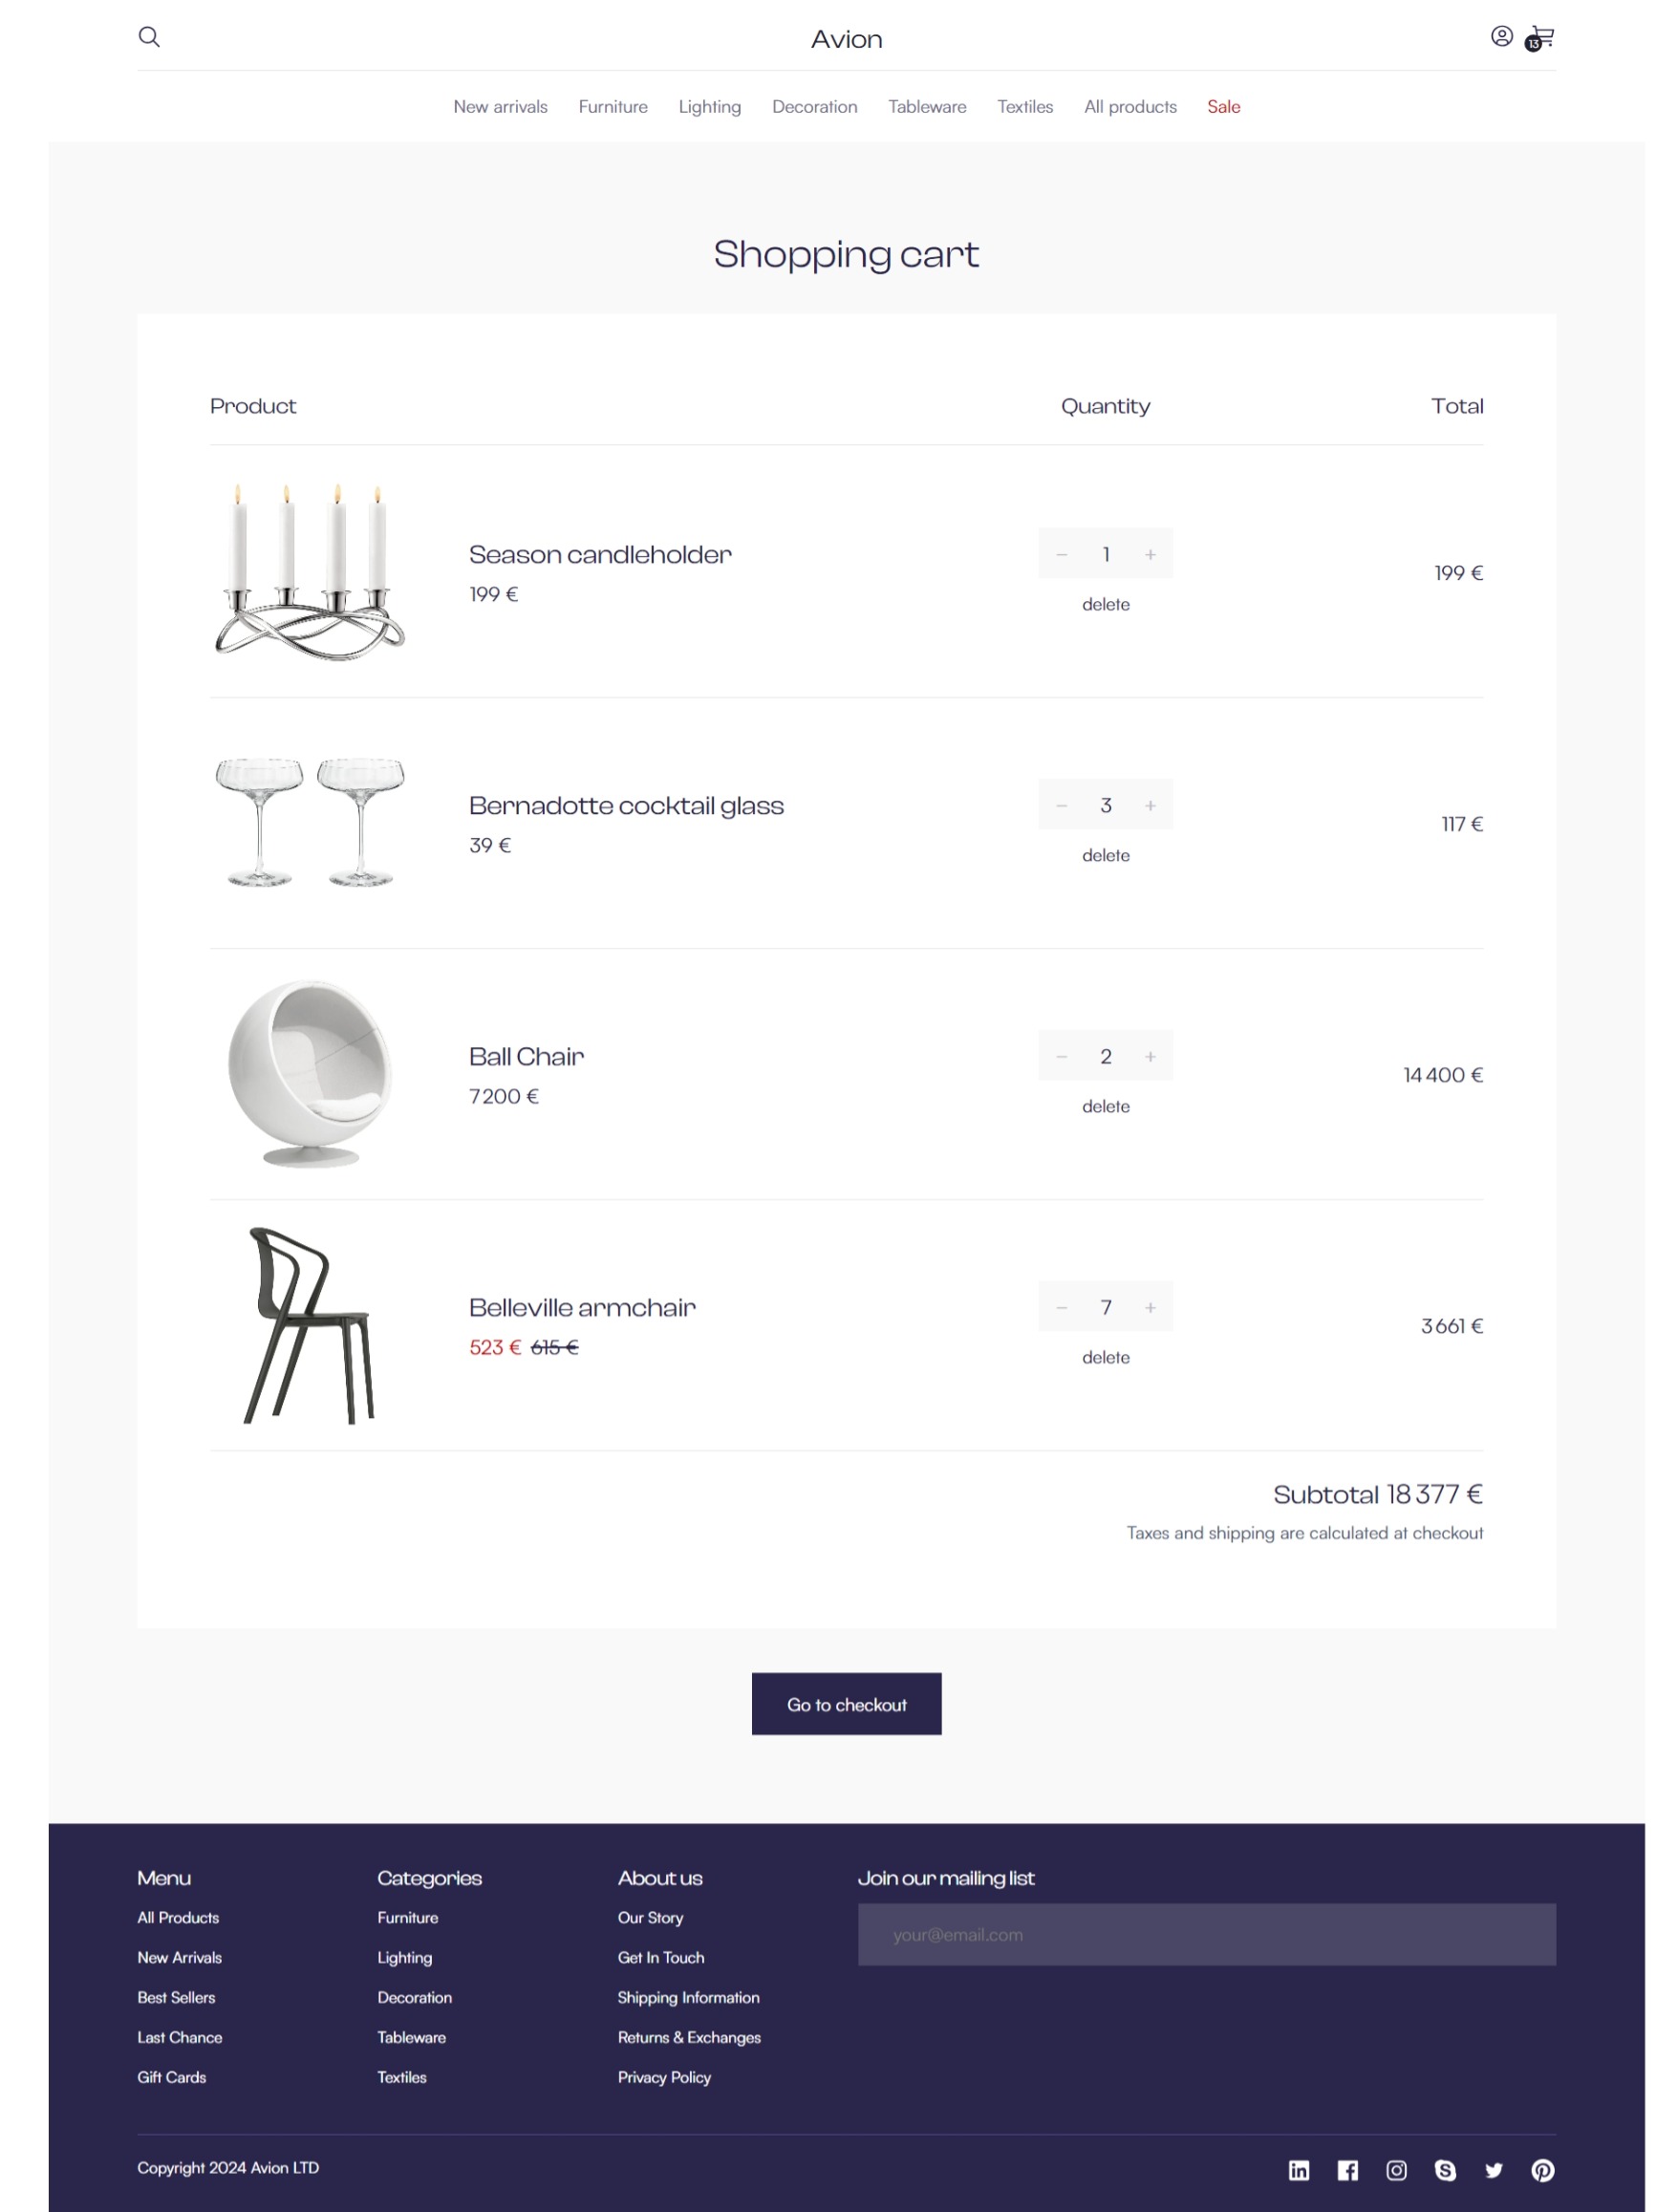 Avion
13
New arrivals Furniture Lighting Decoration Tableware Textiles All products Sale
Shopping cart
Product Quantity Total
Season candleholder
199 €
− 1 +
delete
199 €
Bernadotte cocktail glass
39 €
− 3 +
delete
117 €
Ball Chair
7 200 €
− 2 +
delete
14 400 €
Belleville armchair
523 € 615 €
− 7 +
delete
3 661 €
Subtotal 18 377 €
Taxes and shipping are calculated at checkout
Go to checkout
Menu
All Products
New Arrivals
Best Sellers
Last Chance
Gift Cards
Categories
Furniture
Lighting
Decoration
Tableware
Textiles
About us
Our Story
Get In Touch
Shipping Information
Returns & Exchanges
Privacy Policy
Join our mailing list
your@email.com
Copyright 2024 Avion LTD